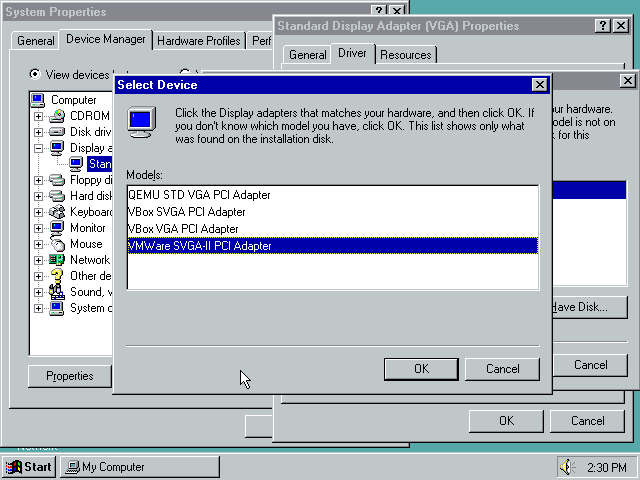 System Properties
General
Device Manager
Hardware Profiles
Perf
View devices
Computer
CDROM
Disk driv
Display a
Stan
Floppy di
Hard disk
Keyboard
Monitor
Mouse
Network
Other de
Sound, v
System d
Properties
Standard Display Adapter (VGA) Properties
General
Driver
Resources
our hardware.
odel is not on
k for this
Have Disk...
Cancel
OK
Cancel
Select Device
Click the Display adapters that matches your hardware, and then click OK. If
you don't know which model you have, click OK. This list shows only what
was found on the installation disk.
Models:
QEMU STD VGA PCI Adapter
VBox SVGA PCI Adapter
VBox VGA PCI Adapter
VMWare SVGA-II PCI Adapter
OK
Cancel
Start
My Computer
2:30 PM